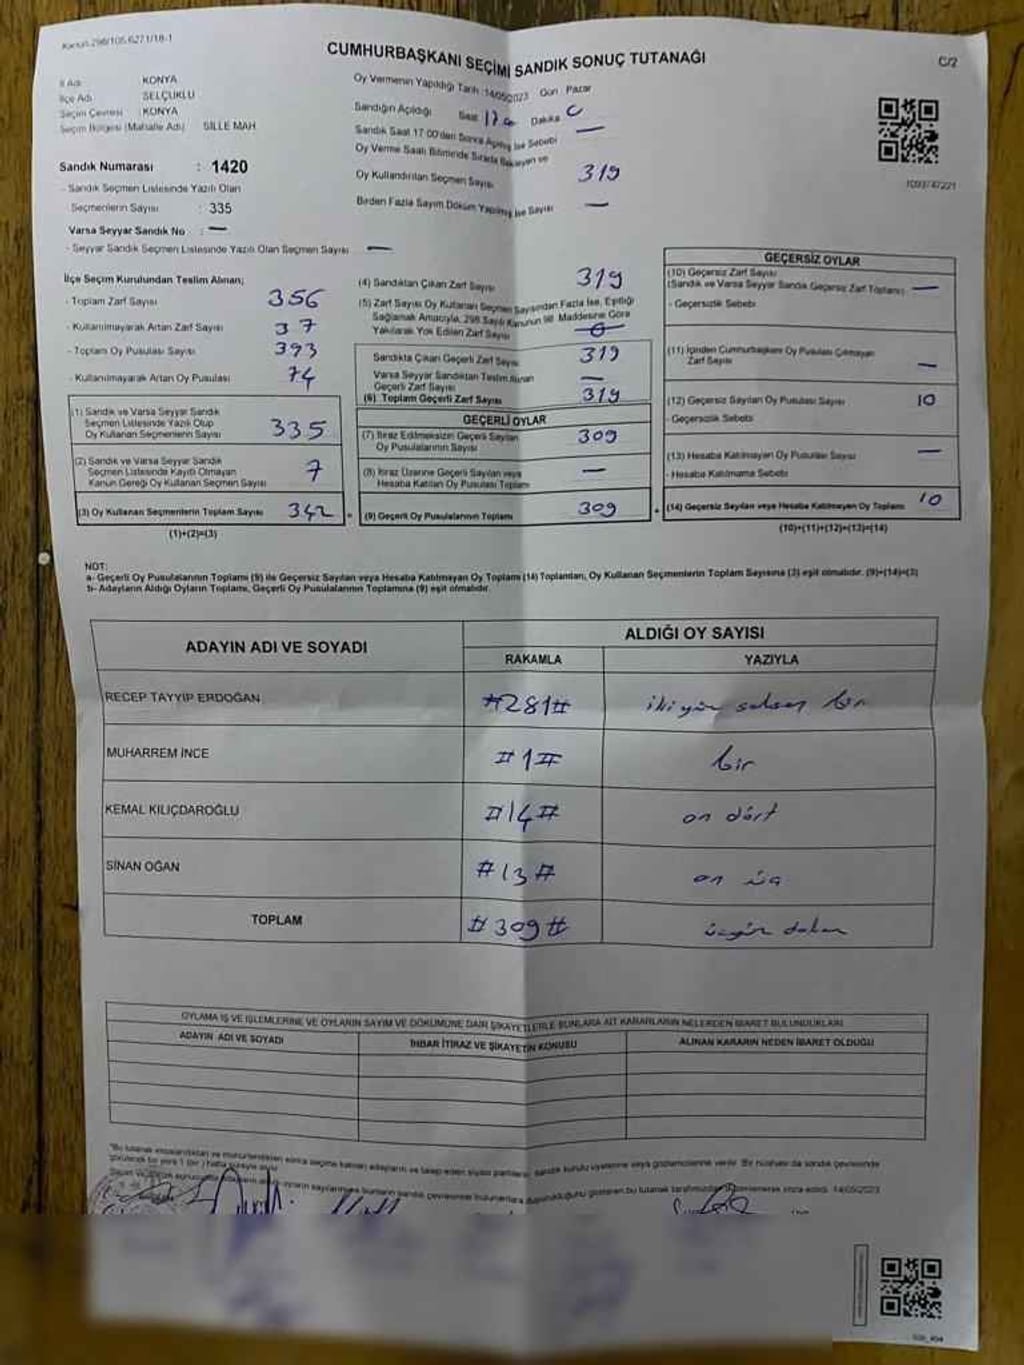 Kanun 298/105.6271/18-1
CUMHURBAŞKANI SEÇİMİ SANDIK SONUÇ TUTANAĞI
C/2
İl Adı KONYA
İlçe Adı SELÇUKLU
Seçim Çevresi : KONYA
Seçim Bölgesi (Mahalle Adı) SİLLE MAH
Oy Vermenin Yapıldığı Tarih :14/05/2023 Gün : Pazar
Sandığın Açıldığı Saat Dakika
Sandık Saat 17.00'den Sonra Açılmış İse Sebebi —
Oy Verme Saati Bitiminde Sırada Bekleyen ve
Oy Kullandırılan Seçmen Sayısı 319
Birden Fazla Sayım Döküm Yapılmış İse Sayısı —
Sandık Numarası : 1420
- Sandık Seçmen Listesinde Yazılı Olan
Seçmenlerin Sayısı : 335
Varsa Seyyar Sandık No : —
- Seyyar Sandık Seçmen Listesinde Yazılı Olan Seçmen Sayısı —
İlçe Seçim Kurulundan Teslim Alınan;
- Toplam Zarf Sayısı 356
- Kullanılmayarak Artan Zarf Sayısı 37
- Toplam Oy Pusulası Sayısı 393
- Kullanılmayarak Artan Oy Pusulası 74
(1) Sandık ve Varsa Seyyar Sandık
Seçmen Listesinde Yazılı Olup
Oy Kullanan Seçmenlerin Sayısı 335
(2) Sandık ve Varsa Seyyar Sandık
Seçmen Listesinde Kayıtlı Olmayan
Kanun Gereği Oy Kullanan Seçmen Sayısı 7
(3) Oy Kullanan Seçmenlerin Toplam Sayısı 342
(1)+(2)=(3)
(4) Sandıktan Çıkan Zarf Sayısı 319
(5) Zarf Sayısı Oy Kullanan Seçmen Sayısından Fazla İse, Eşitliği
Sağlamak Amacıyla, 298 Sayılı Kanunun 98. Maddesine Göre
Yakılarak Yok Edilen Zarf Sayısı 0
Sandıkta Çıkan Geçerli Zarf Sayısı 319
Varsa Seyyar Sandıktan Teslim Alınan
Geçerli Zarf Sayısı —
(6) Toplam Geçerli Zarf Sayısı 319
GEÇERLİ OYLAR
(7) İtiraz Edilmeksizin Geçerli Sayılan
Oy Pusulalarının Sayısı 309
(8) İtiraz Üzerine Geçerli Sayılan veya
Hesaba Katılan Oy Pusulası Toplamı —
= (9) Geçerli Oy Pusulalarının Toplamı 309
GEÇERSİZ OYLAR
(10) Geçersiz Zarf Sayısı
(Sandık ve Varsa Seyyar Sandık Geçersiz Zarf Toplamı) —
- Geçersizlik Sebebi
(11) İçinden Cumhurbaşkanı Oy Pusulası Çıkmayan
Zarf Sayısı —
(12) Geçersiz Sayılan Oy Pusulası Sayısı 10
- Geçersizlik Sebebi
(13) Hesaba Katılmayan Oy Pusulası Sayısı —
- Hesaba Katılmama Sebebi
+ (14) Geçersiz Sayılan veya Hesaba Katılmayan Oy Toplamı 10
(10)+(11)+(12)+(13)=(14)
NOT:
a- Geçerli Oy Pusulalarının Toplamı (9) ile Geçersiz Sayılan veya Hesaba Katılmayan Oy Toplamı (14) Toplamları, Oy Kullanan Seçmenlerin Toplam Sayısına (3) eşit olmalıdır. (9)+(14)=(3)
b- Adayların Aldığı Oyların Toplamı, Geçerli Oy Pusulalarının Toplamına (9) eşit olmalıdır.
ADAYIN ADI VE SOYADI
ALDIĞI OY SAYISI
RAKAMLA YAZIYLA
RECEP TAYYİP ERDOĞAN #281# ikiyüz seksen bir
MUHARREM İNCE #1# bir
KEMAL KILIÇDAROĞLU #14# on dört
SİNAN OĞAN #13# on üç
TOPLAM #309# üçyüz dokuz
OYLAMA İŞ VE İŞLEMLERİNE VE OYLARIN SAYIM VE DÖKÜMÜNE DAİR ŞİKAYETLERLE BUNLARA AİT KARARLARIN NELERDEN İBARET BULUNDUKLARI
ADAYIN ADI VE SOYADI İHBAR İTİRAZ VE ŞİKAYETİN KONUSU ALINAN KARARIN NEDEN İBARET OLDUĞU